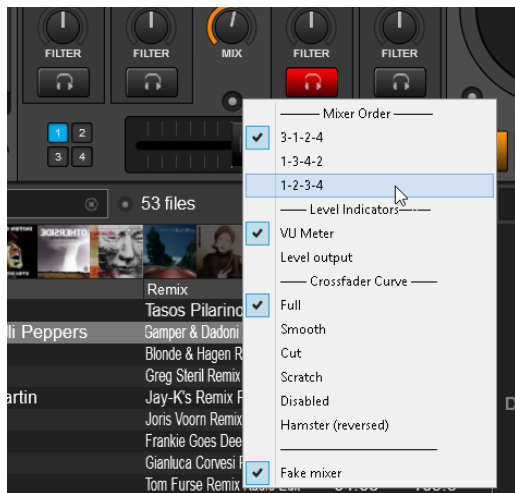 FILTER FILTER MIX FILTER FILTER
Mixer Order
1 2
3-1-2-4
3 4
1-3-4-2
1-2-3-4
53 files
Level Indicators
OTHERSIDE
VU Meter
Level output
Remix
Crossfader Curve
Tasos Pilarino
Full
li Peppers
Gamper & Dadoni
Smooth
Blonde & Hagen R
Cut
Greg Steril Remix
Scratch
artin
Jay-K's Remix F
Disabled
D
Joris Voorn Remix
Hamster (reversed)
Frankie Goes Dee
Gianluca Corvesi F
Fake mixer
Tom Furse Remix